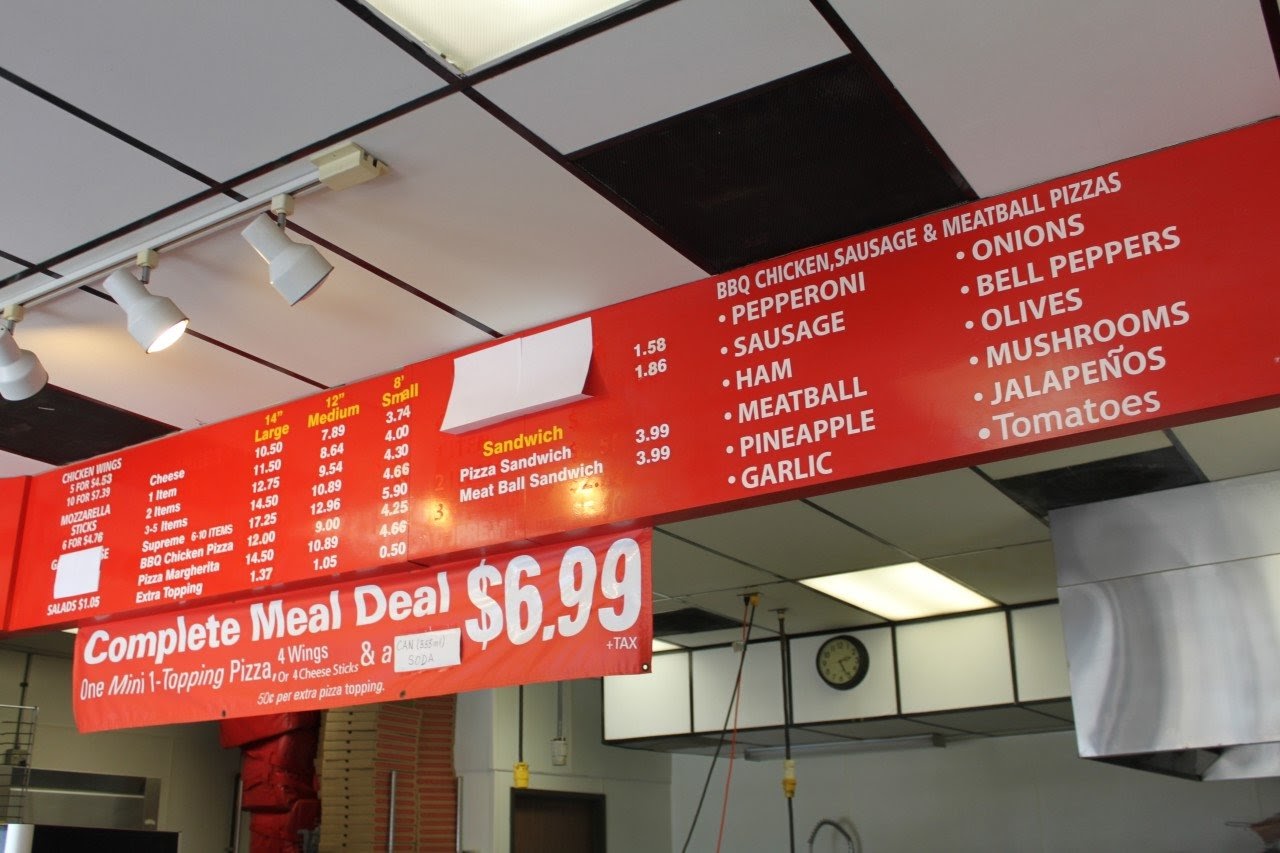 CHICKEN WINGS
5 FOR $4.53
10 FOR $7.39
MOZZARELLA
STICKS
6 FOR $4.76
SALADS $1.05
14" 12" 8'
Large Medium Small
Cheese 10.50 7.89 3.74
1 Item 11.50 8.64 4.00
2 Items 12.75 9.54 4.30
3-5 Items 14.50 10.89 4.66
Supreme 6-10 ITEMS 17.25 12.96 5.90
BBQ Chicken Pizza 12.00 9.00 4.25
Pizza Margherita 14.50 10.89 4.66
Extra Topping 1.37 1.05 0.50
1.58
1.86
Sandwich
Pizza Sandwich 3.99
Meat Ball Sandwich 3.99
BBQ CHICKEN,SAUSAGE & MEATBALL PIZZAS
• PEPPERONI
• SAUSAGE
• HAM
• MEATBALL
• PINEAPPLE
• GARLIC
• ONIONS
• BELL PEPPERS
• OLIVES
• MUSHROOMS
• JALAPEÑOS
• Tomatoes
Complete Meal Deal $6.99
+TAX
One Mini 1-Topping Pizza, 4 Wings
Or 4 Cheese Sticks & a CAN
SODA
50¢ per extra pizza topping.